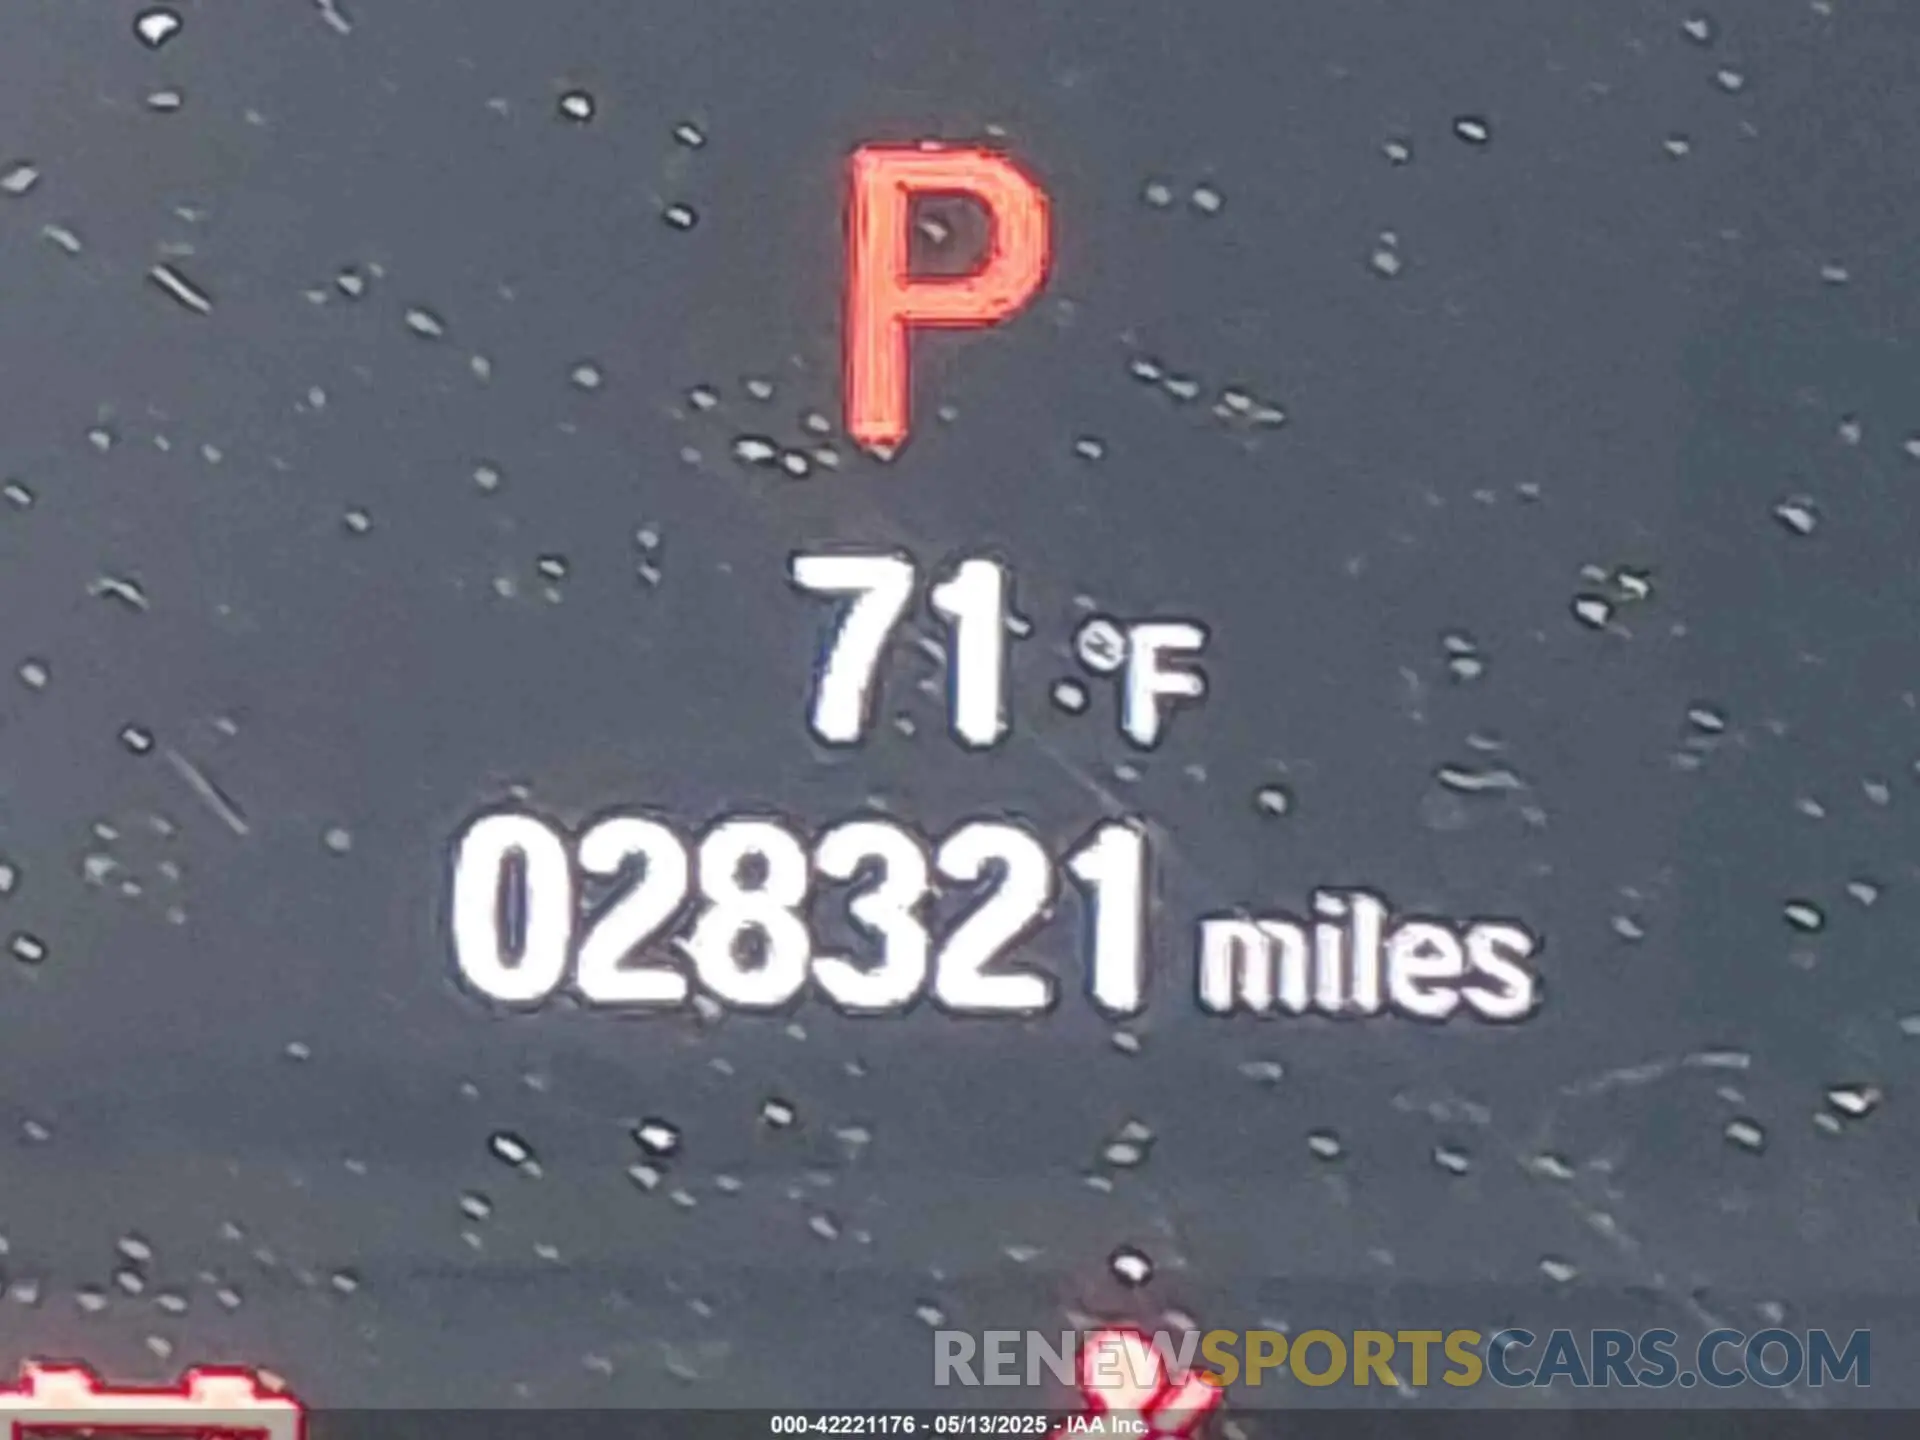 P
71 °F
028321 miles
RENEWSPORTSCARS.COM
000-42221176 - 05/13/2025 - IAA Inc.